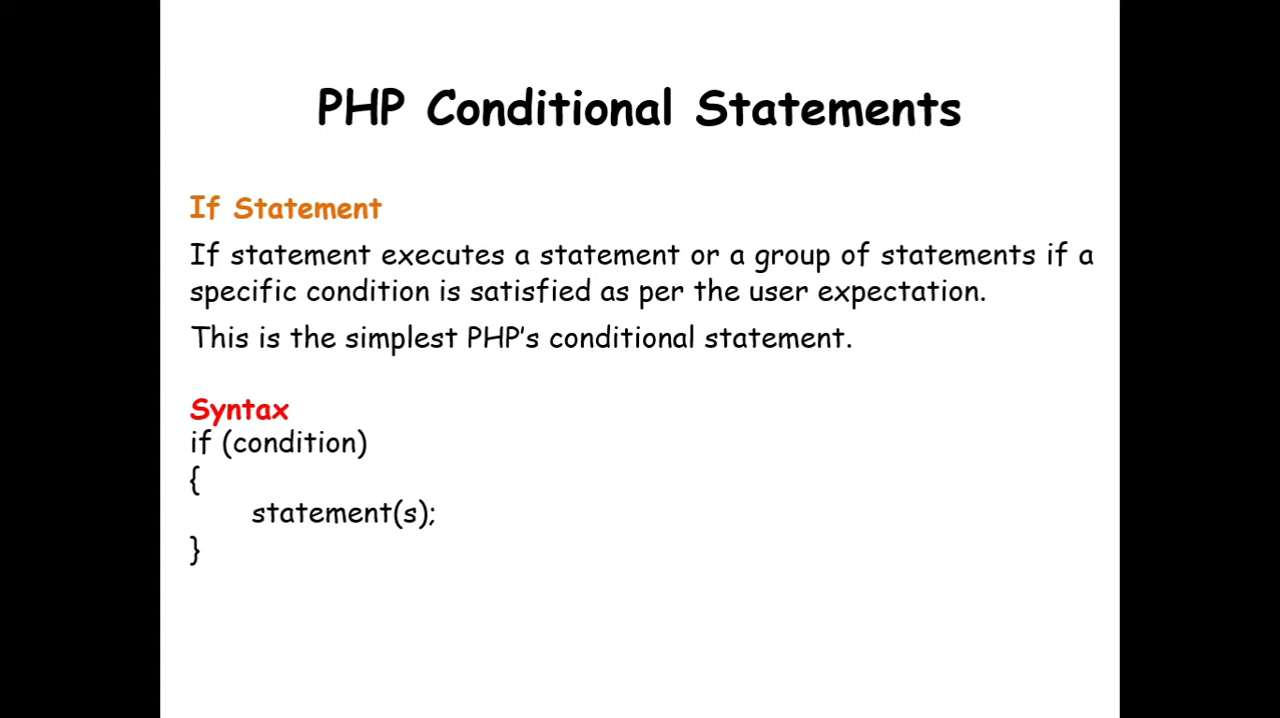 PHP Conditional Statements
If Statement
If statement executes a statement or a group of statements if a
specific condition is satisfied as per the user expectation.
This is the simplest PHP's conditional statement.
Syntax
if (condition)
{
statement(s);
}